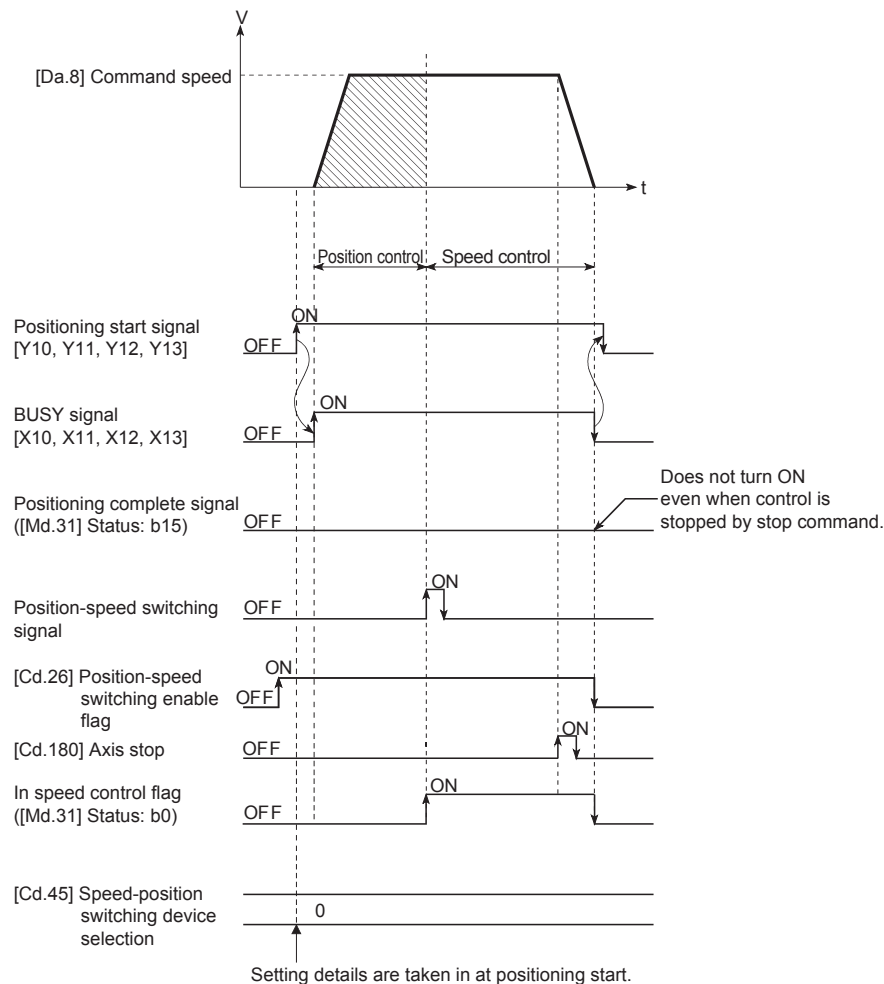 V
[Da.8] Command speed
t
Position control
Speed control
ON
Positioning start signal
[Y10, Y11, Y12, Y13]
OFF
ON
BUSY signal
[X10, X11, X12, X13]
OFF
Does not turn ON
even when control is
stopped by stop command.
Positioning complete signal
([Md.31] Status: b15)
OFF
ON
Position-speed switching
signal
OFF
ON
[Cd.26] Position-speed
switching enable
flag
OFF
ON
[Cd.180] Axis stop
OFF
ON
In speed control flag
([Md.31] Status: b0)
OFF
[Cd.45] Speed-position
switching device
selection
0
Setting details are taken in at positioning start.